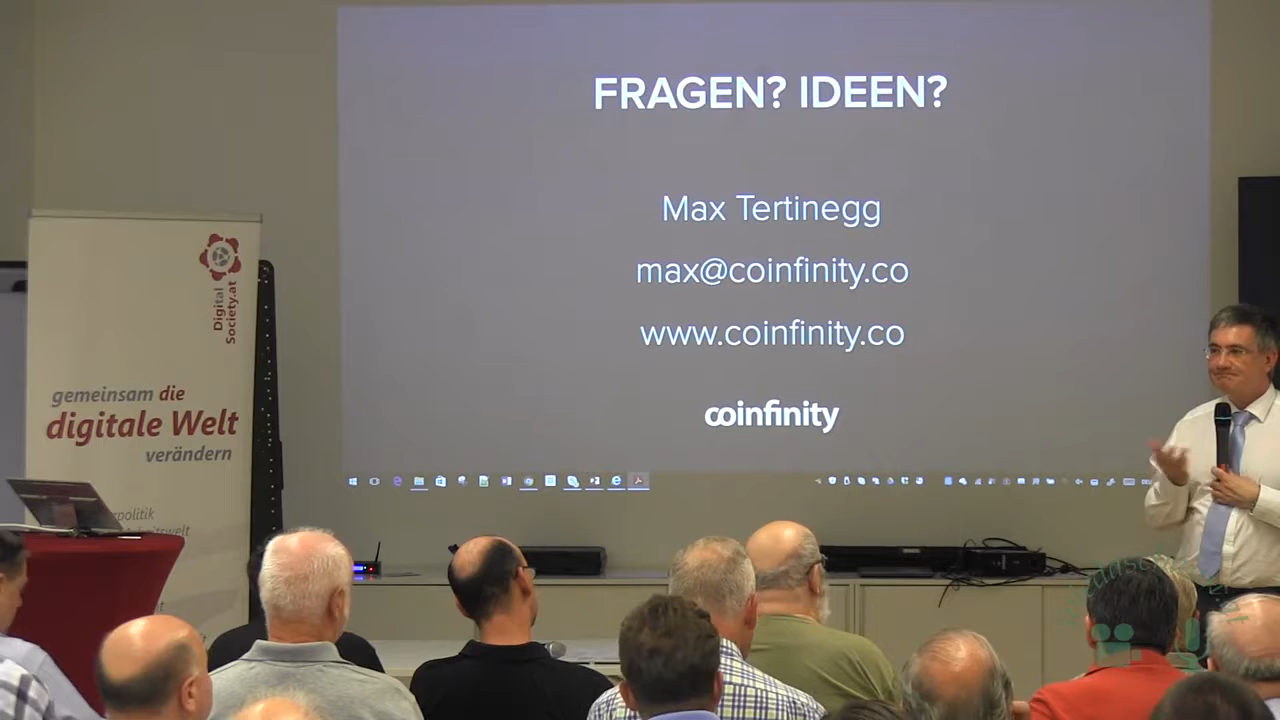 FRAGEN? IDEEN?
Max Tertinegg
max@coinfinity.co
www.coinfinity.co
coinfinity
Digital
Society.at
gemeinsam die
digitale Welt
verändern